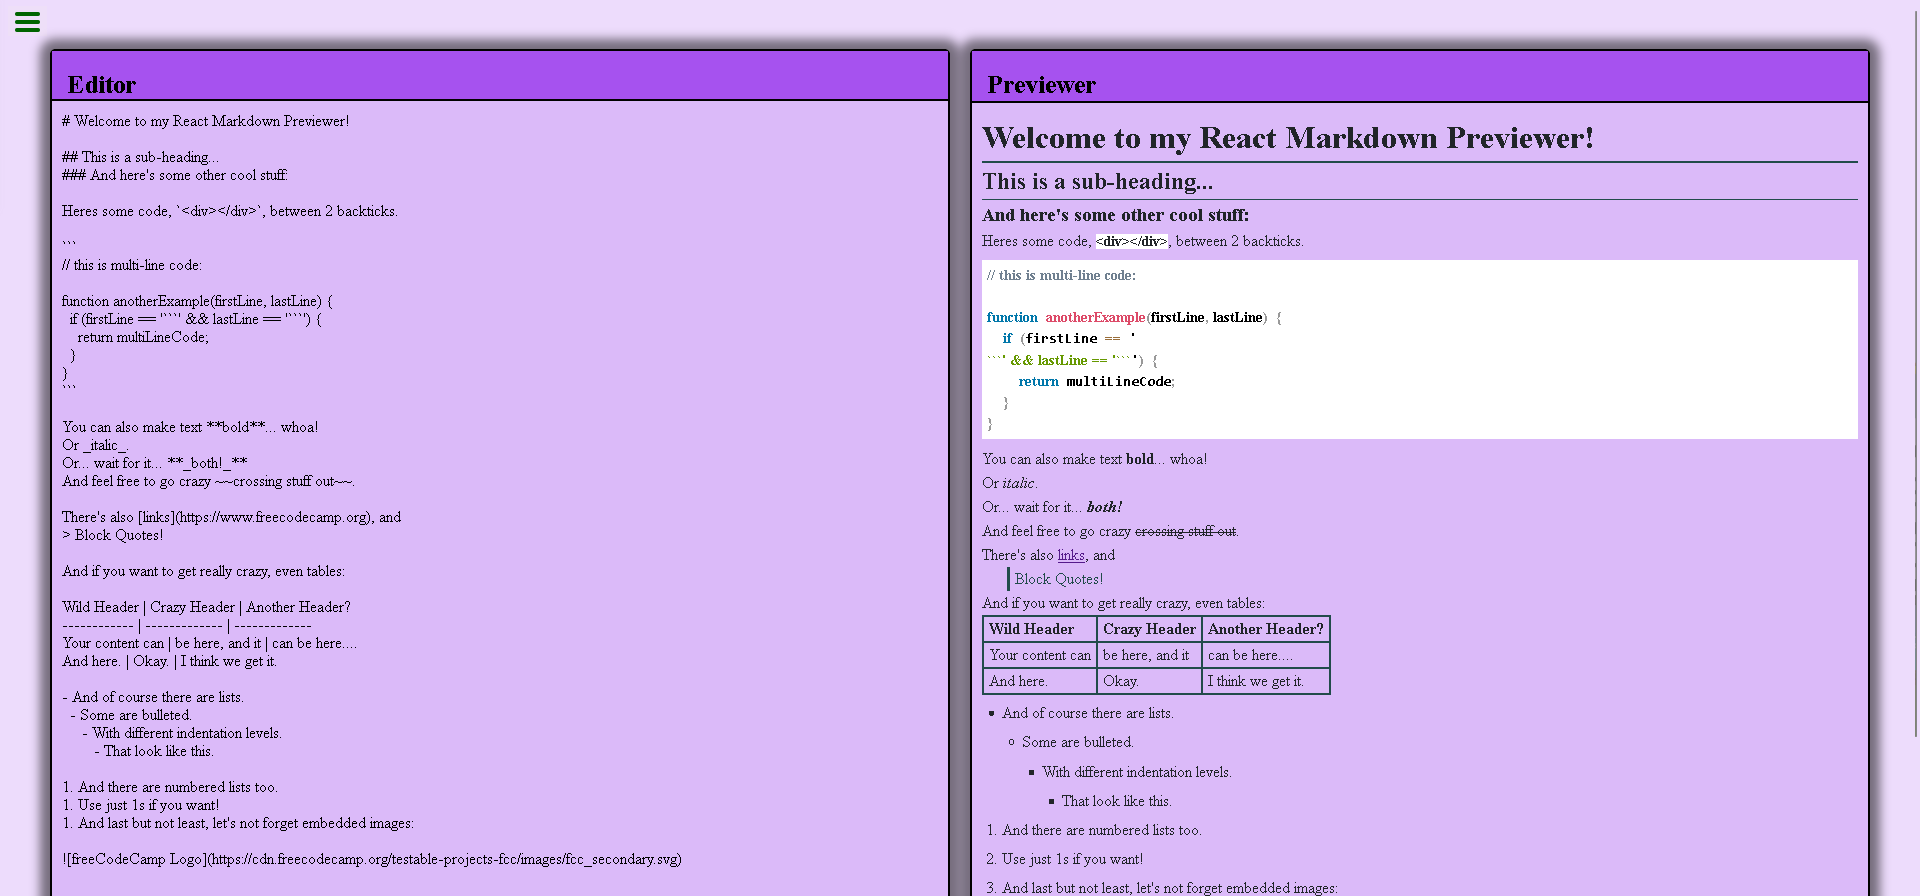 Editor
# Welcome to my React Markdown Previewer!
## This is a sub-heading...
### And here's some other cool stuff:
Heres some code, `<div></div>`, between 2 backticks.
```
// this is multi-line code:
function anotherExample(firstLine, lastLine) {
if (firstLine == '```' && lastLine == '```') {
return multiLineCode;
}
}
```
You can also make text **bold**... whoa!
Or _italic_.
Or... wait for it... **_both!_**
And feel free to go crazy ~~crossing stuff out~~.
There's also [links](https://www.freecodecamp.org), and
> Block Quotes!
And if you want to get really crazy, even tables:
Wild Header | Crazy Header | Another Header?
------------ | ------------- | -------------
Your content can | be here, and it | can be here....
And here. | Okay. | I think we get it.
- And of course there are lists.
- Some are bulleted.
- With different indentation levels.
- That look like this.
1. And there are numbered lists too.
1. Use just 1s if you want!
1. And last but not least, let's not forget embedded images:
![freeCodeCamp Logo](https://cdn.freecodecamp.org/testable-projects-fcc/images/fcc_secondary.svg)
Previewer
Welcome to my React Markdown Previewer!
This is a sub-heading...
And here's some other cool stuff:
Heres some code, <div></div>, between 2 backticks.
// this is multi-line code:
function anotherExample(firstLine, lastLine) {
if (firstLine == '
```' && lastLine == '```') {
return multiLineCode;
}
}
You can also make text bold... whoa!
Or italic.
Or... wait for it... both!
And feel free to go crazy crossing stuff out.
There's also links, and
Block Quotes!
And if you want to get really crazy, even tables:
Wild Header Crazy Header Another Header?
Your content can be here, and it can be here....
And here. Okay. I think we get it.
And of course there are lists.
Some are bulleted.
With different indentation levels.
That look like this.
1. And there are numbered lists too.
2. Use just 1s if you want!
3. And last but not least, let's not forget embedded images: